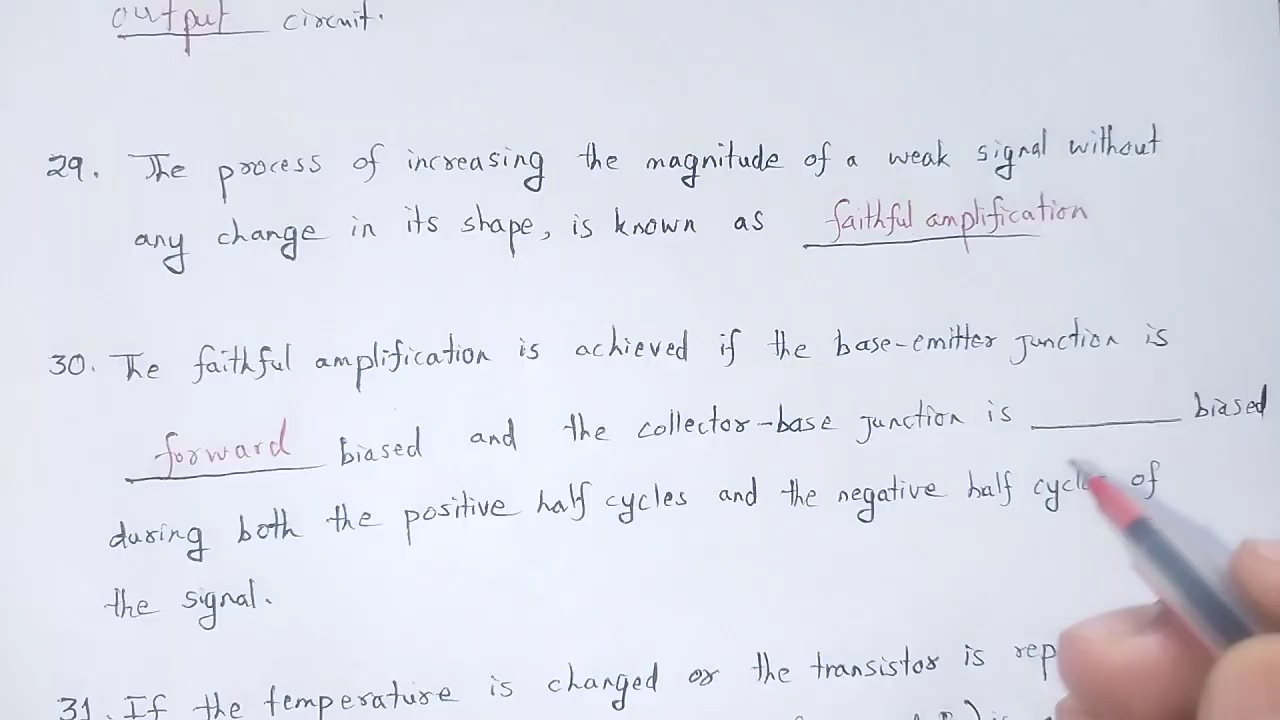 output circuit.
29. The process of increasing the magnitude of a weak signal without
any change in its shape, is known as faithful amplification
30. The faithful amplification is achieved if the base-emitter junction is
forward biased and the collector-base junction is ________ biased
during both the positive half cycles and the negative half cycles of
the signal.
31. If the temperature is changed or the transistor is